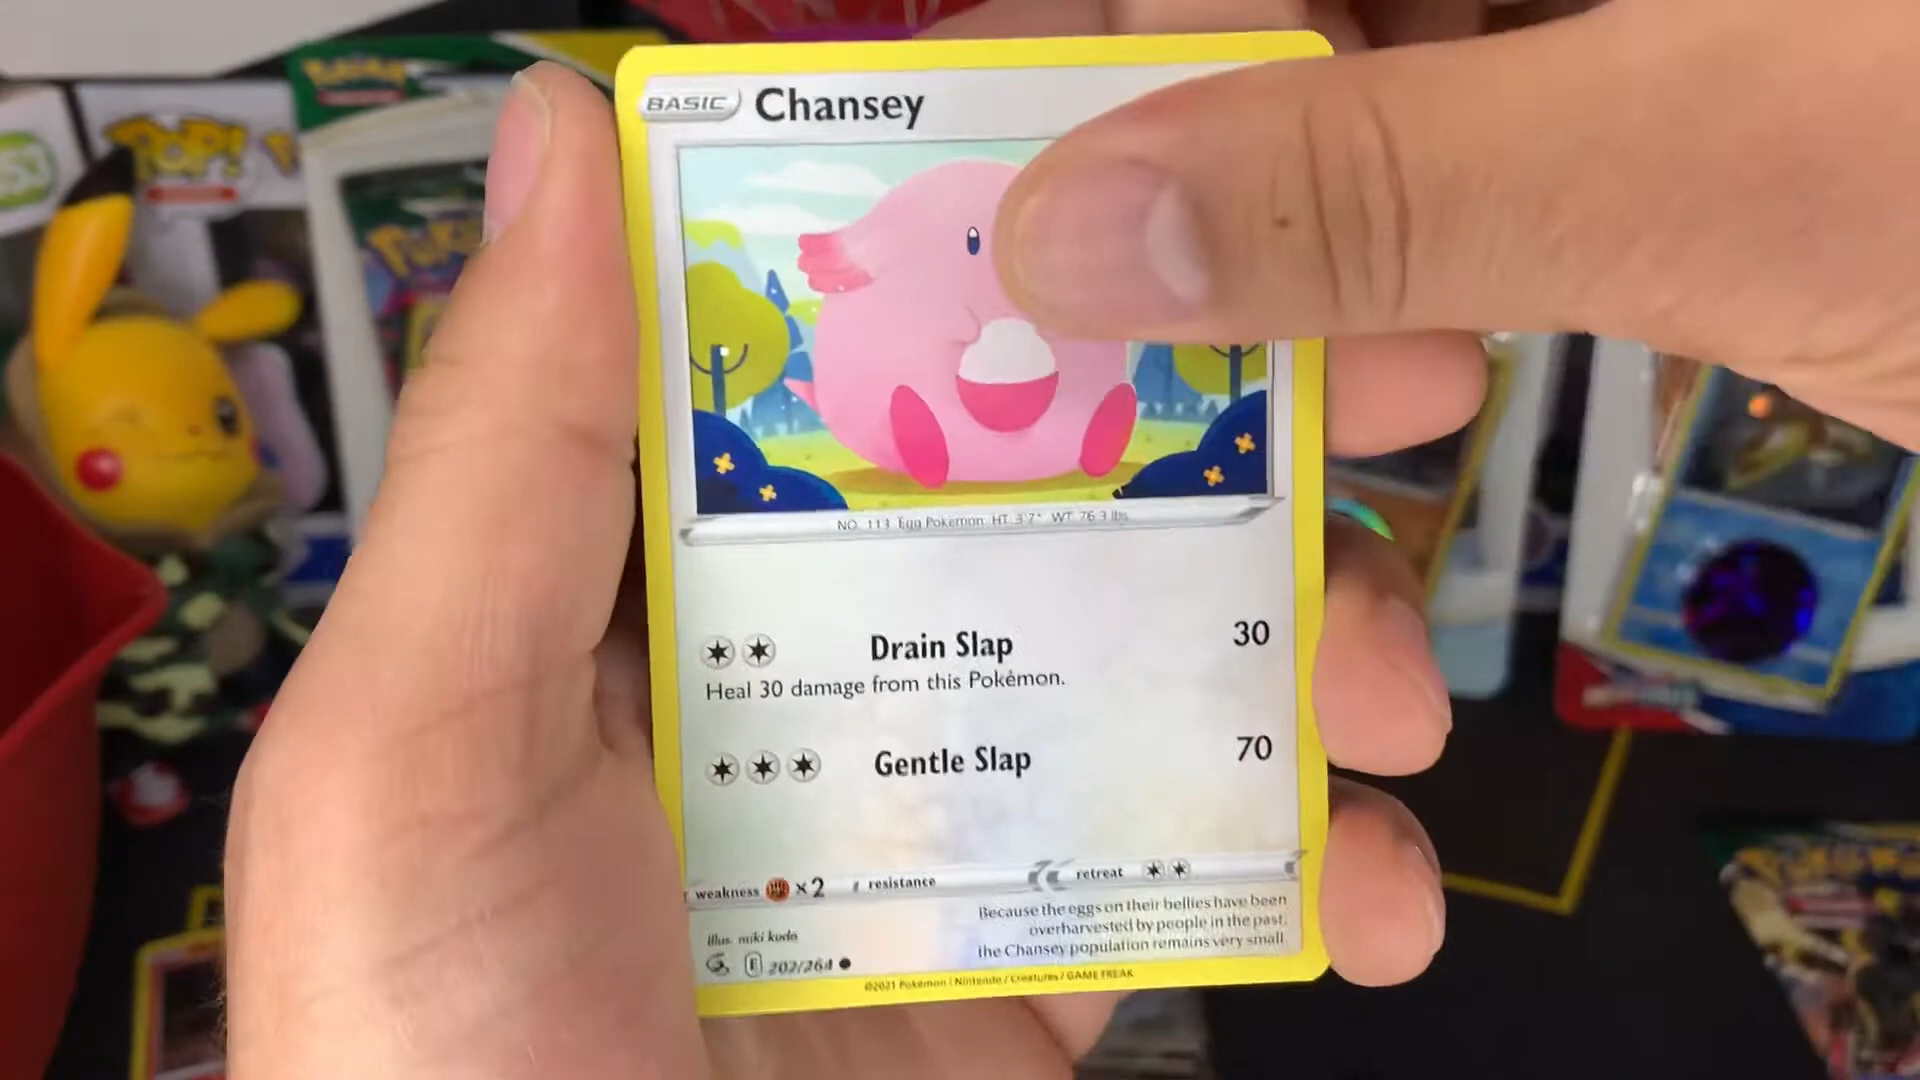 Pokémon
POP!
BASIC Chansey
NO. 113 Egg Pokémon HT 3'7" WT 76.3 lbs.
Drain Slap 30
Heal 30 damage from this Pokémon.
Gentle Slap 70
weakness ×2 resistance retreat
Because the eggs on their bellies have been
overharvested by people in the past,
the Chansey population remains very small.
Illus. miki kudo
E 202/264
©2021 Pokémon / Nintendo / Creatures / GAME FREAK